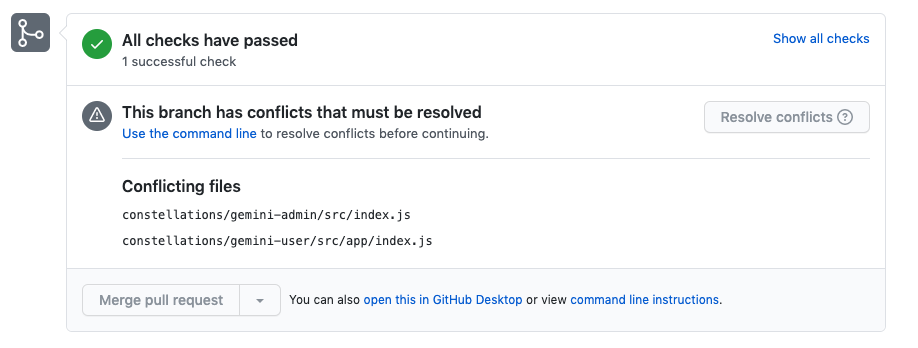 All checks have passed
Show all checks
1 successful check
This branch has conflicts that must be resolved
Resolve conflicts
Use the command line to resolve conflicts before continuing.
Conflicting files
constellations/gemini-admin/src/index.js
constellations/gemini-user/src/app/index.js
Merge pull request
You can also open this in GitHub Desktop or view command line instructions.